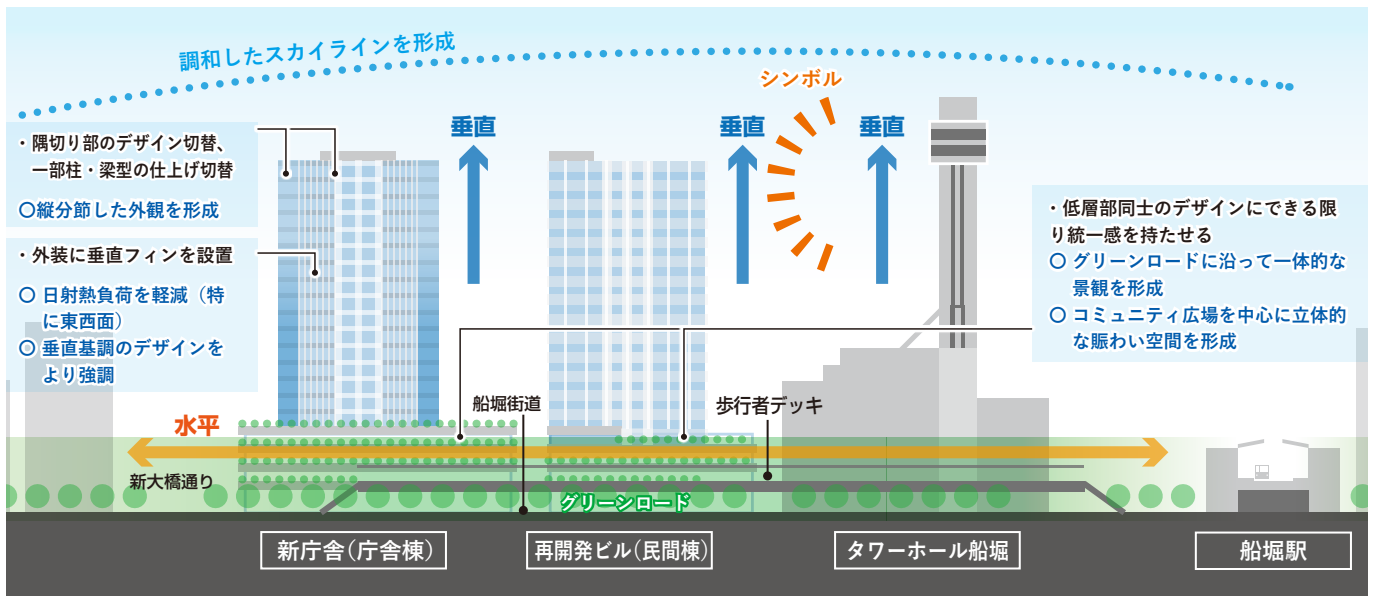 調和したスカイラインを形成
シンボル
垂直
垂直
垂直
・隅切り部のデザイン切替、
一部柱・梁型の仕上げ切替
〇縦分節した外観を形成
・外装に垂直フィンを設置
〇 日射熱負荷を軽減（特
に東西面）
〇 垂直基調のデザインを
より強調
・低層部同士のデザインにできる限
り統一感を持たせる
〇 グリーンロードに沿って一体的な
景観を形成
〇 コミュニティ広場を中心に立体的
な賑わい空間を形成
水平
船堀街道
歩行者デッキ
新大橋通り
グリーンロード
新庁舎（庁舎棟）
再開発ビル（民間棟）
タワーホール船堀
船堀駅